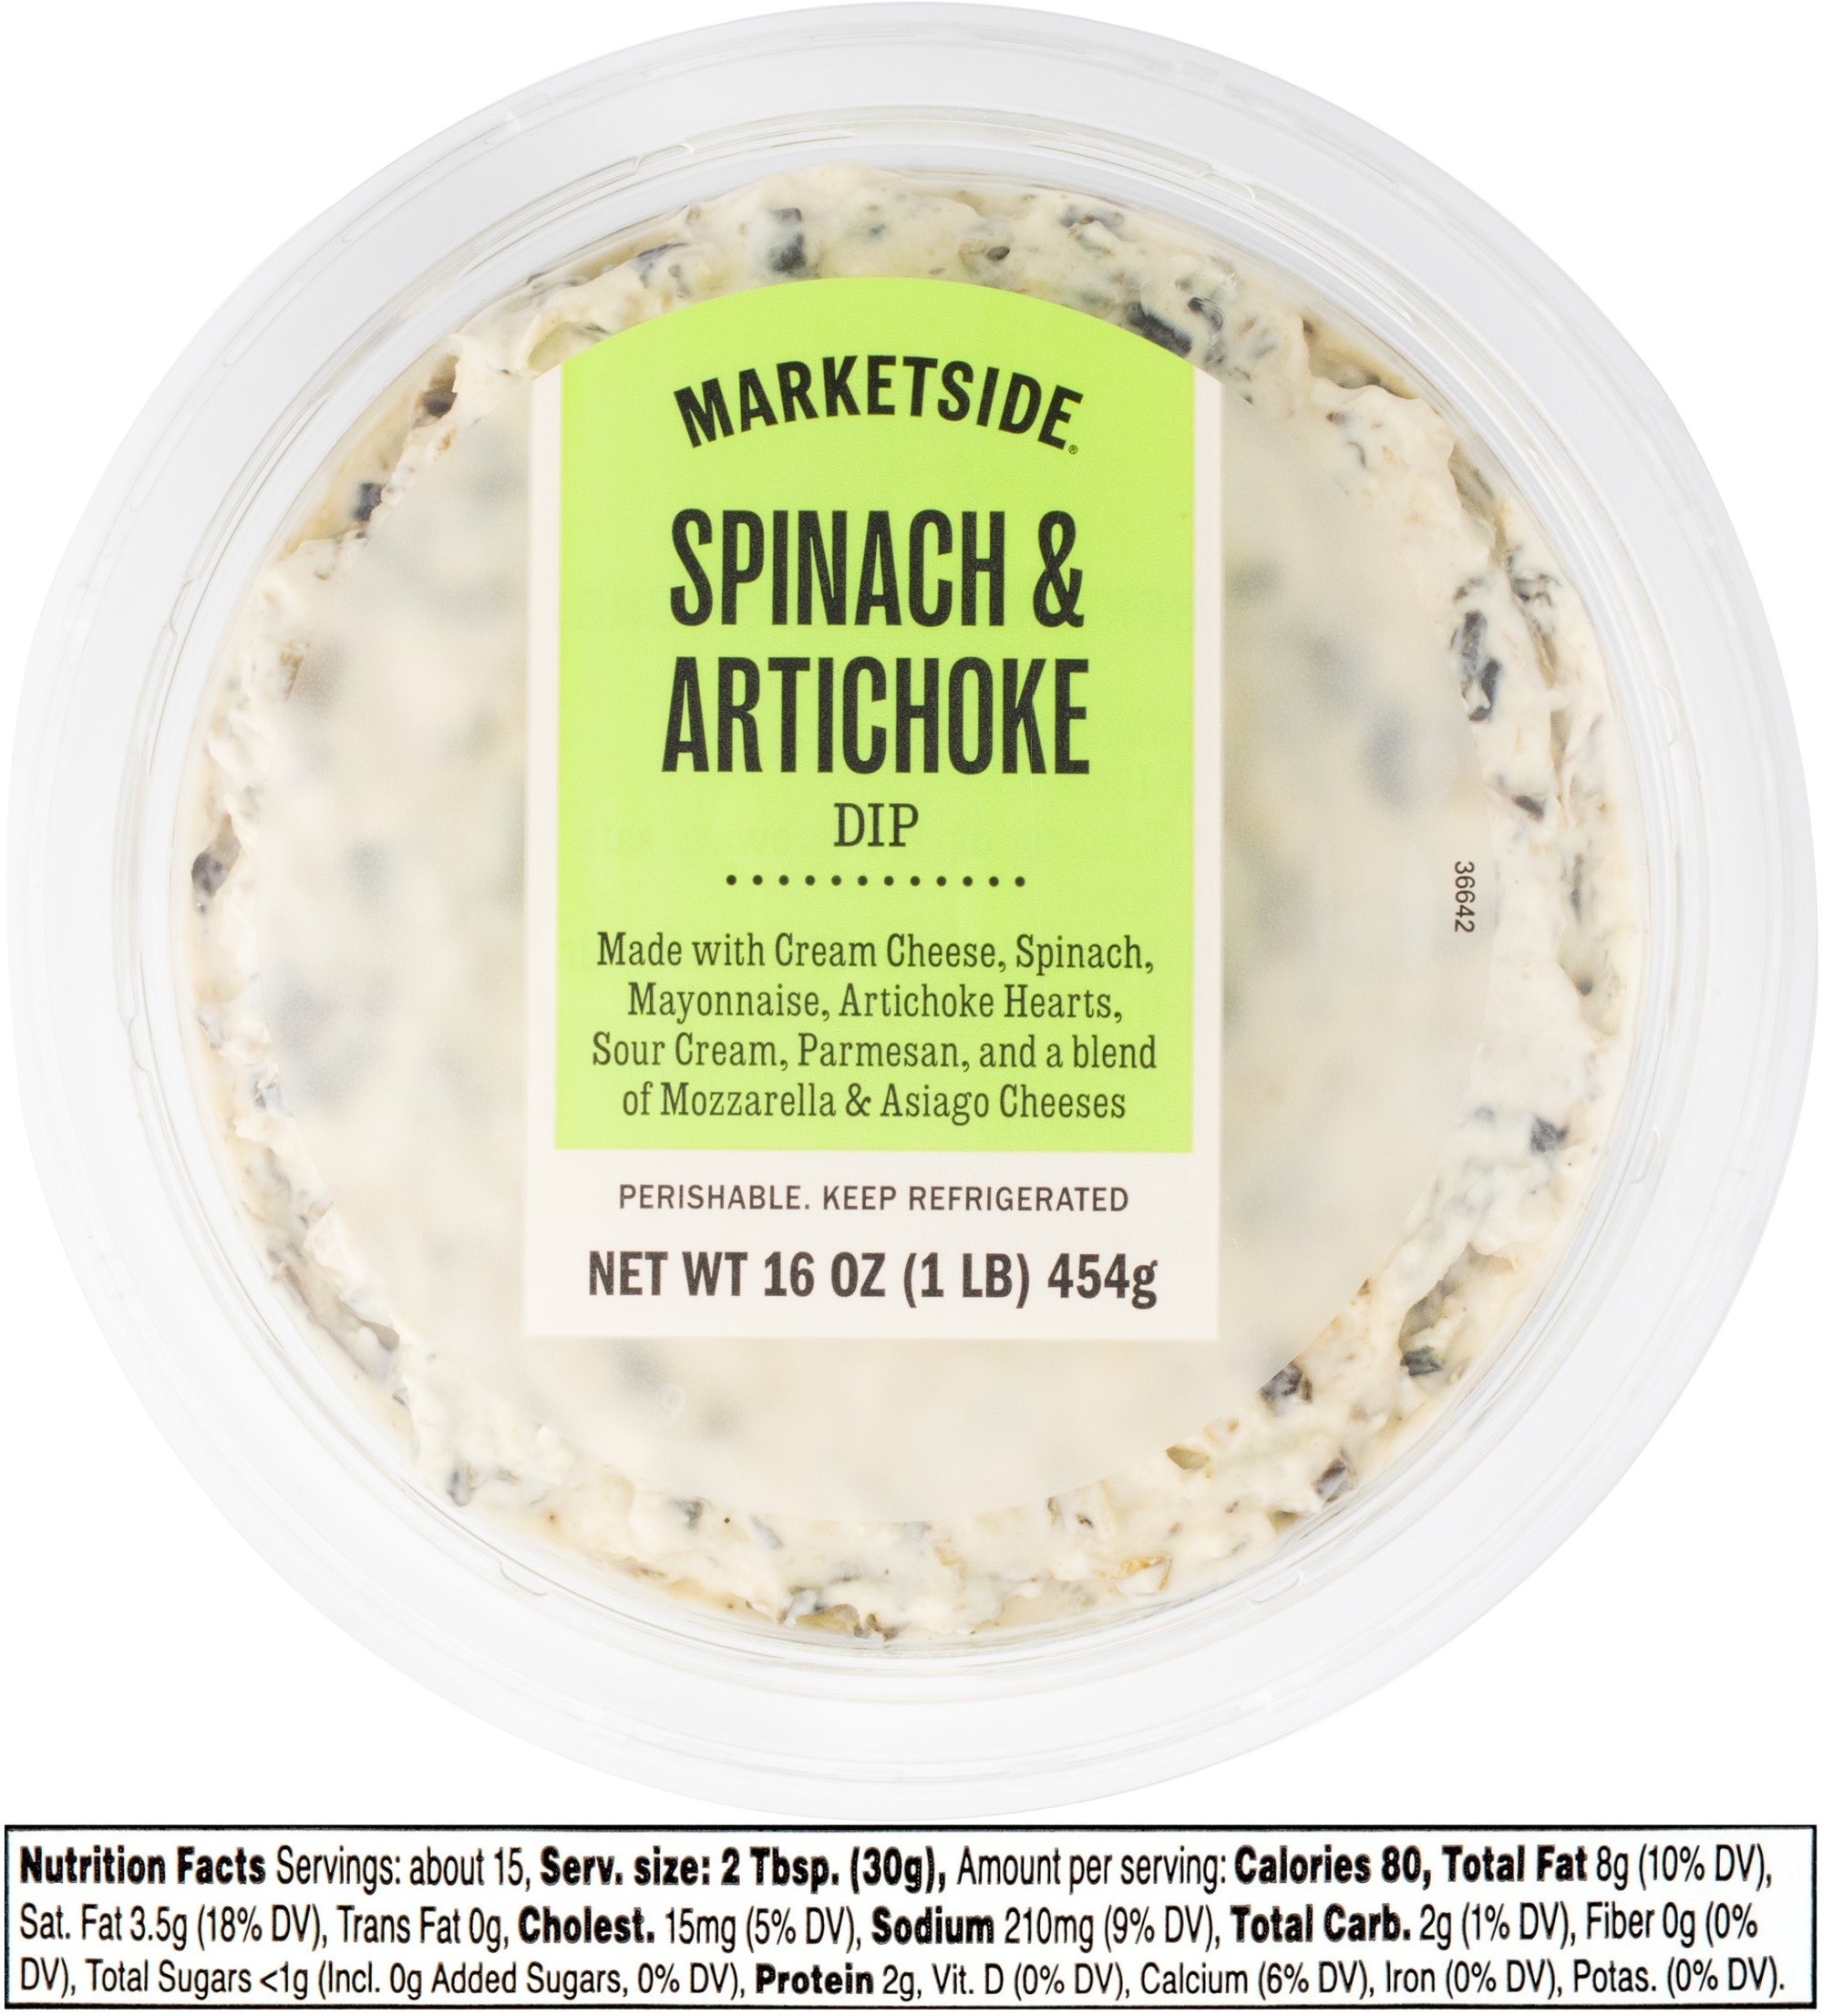 MARKETSIDE®
SPINACH &
ARTICHOKE
DIP
Made with Cream Cheese, Spinach,
Mayonnaise, Artichoke Hearts,
Sour Cream, Parmesan, and a blend
of Mozzarella & Asiago Cheeses
36642
PERISHABLE. KEEP REFRIGERATED
NET WT 16 OZ (1 LB) 454g
Nutrition Facts Servings: about 15, Serv. size: 2 Tbsp. (30g), Amount per serving: Calories 80, Total Fat 8g (10% DV),
Sat. Fat 3.5g (18% DV), Trans Fat 0g, Cholest. 15mg (5% DV), Sodium 210mg (9% DV), Total Carb. 2g (1% DV), Fiber 0g (0%
DV), Total Sugars <1g (Incl. 0g Added Sugars, 0% DV), Protein 2g, Vit. D (0% DV), Calcium (6% DV), Iron (0% DV), Potas. (0% DV).